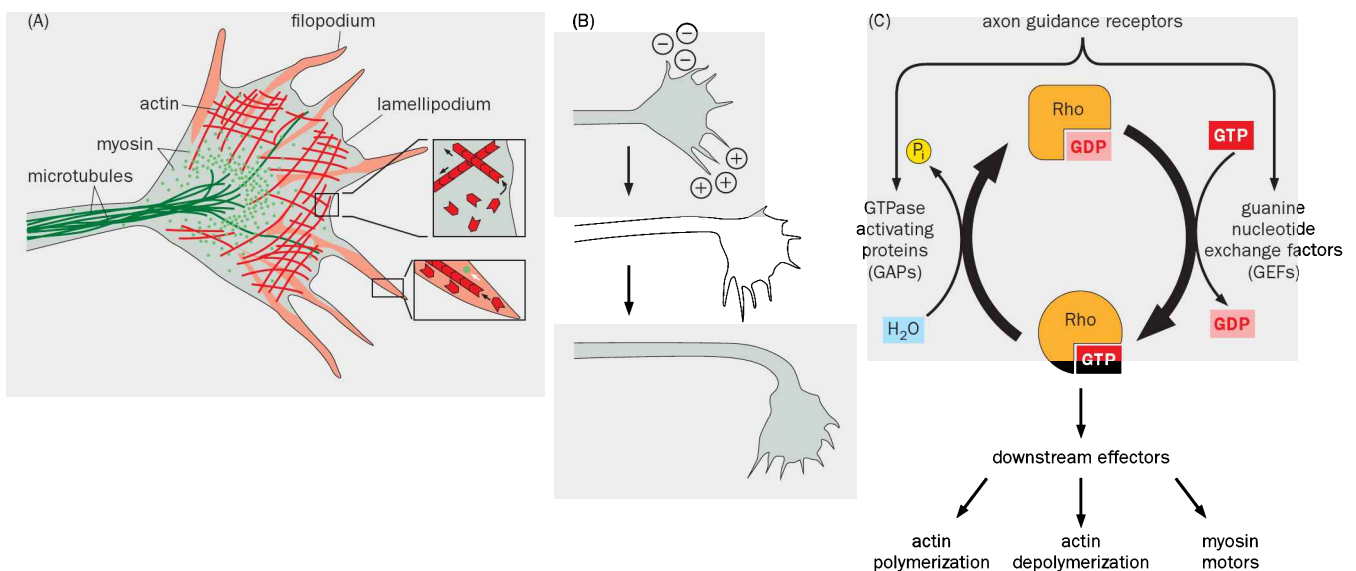 (A)
filopodium
actin
lamellipodium
myosin
microtubules
(B)
−
−
−
+
+
+
(C)
axon guidance receptors
Rho
GDP
GTP
Pi
GTPase
activating
proteins
(GAPs)
guanine
nucleotide
exchange factors
(GEFs)
H2O
Rho
GTP
GDP
downstream effectors
actin
polymerization
actin
depolymerization
myosin
motors